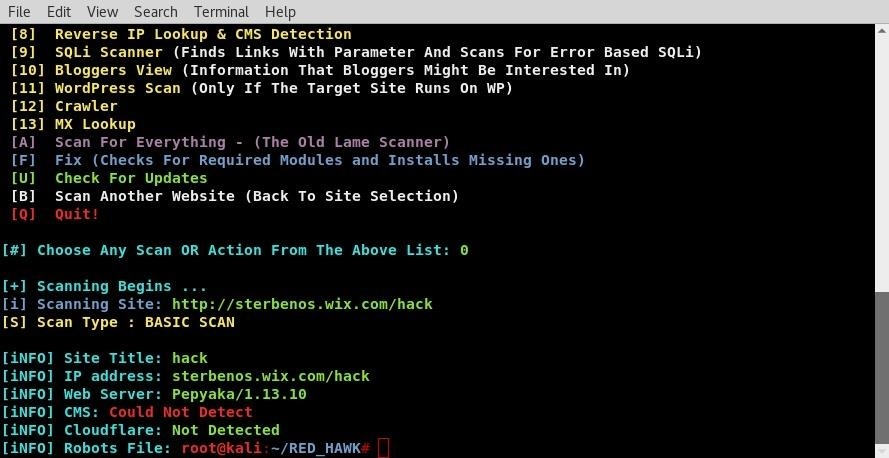 File Edit View Search Terminal Help
[8] Reverse IP Lookup & CMS Detection
[9] SQLi Scanner (Finds Links With Parameter And Scans For Error Based SQLi)
[10] Bloggers View (Information That Bloggers Might Be Interested In)
[11] WordPress Scan (Only If The Target Site Runs On WP)
[12] Crawler
[13] MX Lookup
[A] Scan For Everything - (The Old Lame Scanner)
[F] Fix (Checks For Required Modules and Installs Missing Ones)
[U] Check For Updates
[B] Scan Another Website (Back To Site Selection)
[Q] Quit!
[#] Choose Any Scan OR Action From The Above List: 0
[+] Scanning Begins ...
[i] Scanning Site: http://sterbenos.wix.com/hack
[S] Scan Type : BASIC SCAN
[iNFO] Site Title: hack
[iNFO] IP address: sterbenos.wix.com/hack
[iNFO] Web Server: Pepyaka/1.13.10
[iNFO] CMS: Could Not Detect
[iNFO] Cloudflare: Not Detected
[iNFO] Robots File: root@kali:~/RED_HAWK#